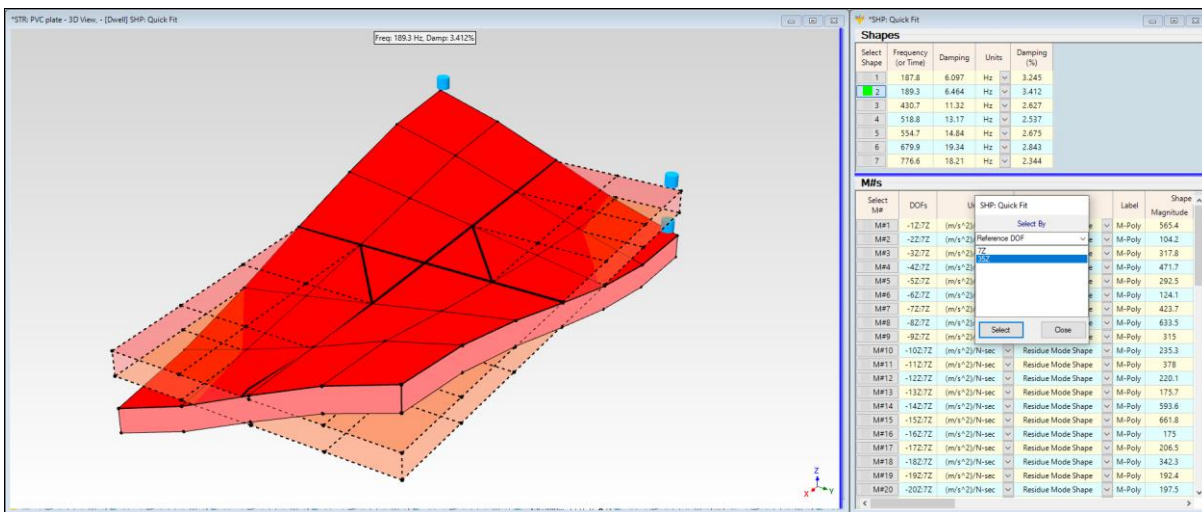 *STR: PVC plate - 3D View, - [Dwell] SHP: Quick Fit
Freq: 189.3 Hz, Damp: 3.412%
Z
X
Y
*SHP: Quick Fit
Shapes
Select Shape Frequency (or Time) Damping Units Damping (%)
1 187.8 6.097 Hz 3.245
2 189.3 6.464 Hz 3.412
3 430.7 11.32 Hz 2.627
4 518.8 13.17 Hz 2.537
5 554.7 14.84 Hz 2.675
6 679.9 19.34 Hz 2.843
7 776.6 18.21 Hz 2.344
M#s
Select M# DOFs Label Shape Magnitude
M#1 -1Z:7Z (m/s^2)/ M-Poly 565.4
M#2 -2Z:7Z (m/s^2)/ M-Poly 104.2
M#3 -3Z:7Z (m/s^2)/ M-Poly 317.8
M#4 -4Z:7Z (m/s^2)/ M-Poly 471.7
M#5 -5Z:7Z (m/s^2)/ M-Poly 292.5
M#6 -6Z:7Z (m/s^2)/ M-Poly 124.1
M#7 -7Z:7Z (m/s^2)/ M-Poly 423.7
M#8 -8Z:7Z (m/s^2)/ M-Poly 633.5
M#9 -9Z:7Z (m/s^2)/ M-Poly 315
M#10 -10Z:7Z (m/s^2)/N-sec Residue Mode Shape M-Poly 235.3
M#11 -11Z:7Z (m/s^2)/N-sec Residue Mode Shape M-Poly 378
M#12 -12Z:7Z (m/s^2)/N-sec Residue Mode Shape M-Poly 220.1
M#13 -13Z:7Z (m/s^2)/N-sec Residue Mode Shape M-Poly 175.7
M#14 -14Z:7Z (m/s^2)/N-sec Residue Mode Shape M-Poly 593.6
M#15 -15Z:7Z (m/s^2)/N-sec Residue Mode Shape M-Poly 661.8
M#16 -16Z:7Z (m/s^2)/N-sec Residue Mode Shape M-Poly 175
M#17 -17Z:7Z (m/s^2)/N-sec Residue Mode Shape M-Poly 206.5
M#18 -18Z:7Z (m/s^2)/N-sec Residue Mode Shape M-Poly 342.3
M#19 -19Z:7Z (m/s^2)/N-sec Residue Mode Shape M-Poly 192.4
M#20 -20Z:7Z (m/s^2)/N-sec Residue Mode Shape M-Poly 197.5
SHP: Quick Fit
Select By
Reference DOF
7Z
35Z
Select Close